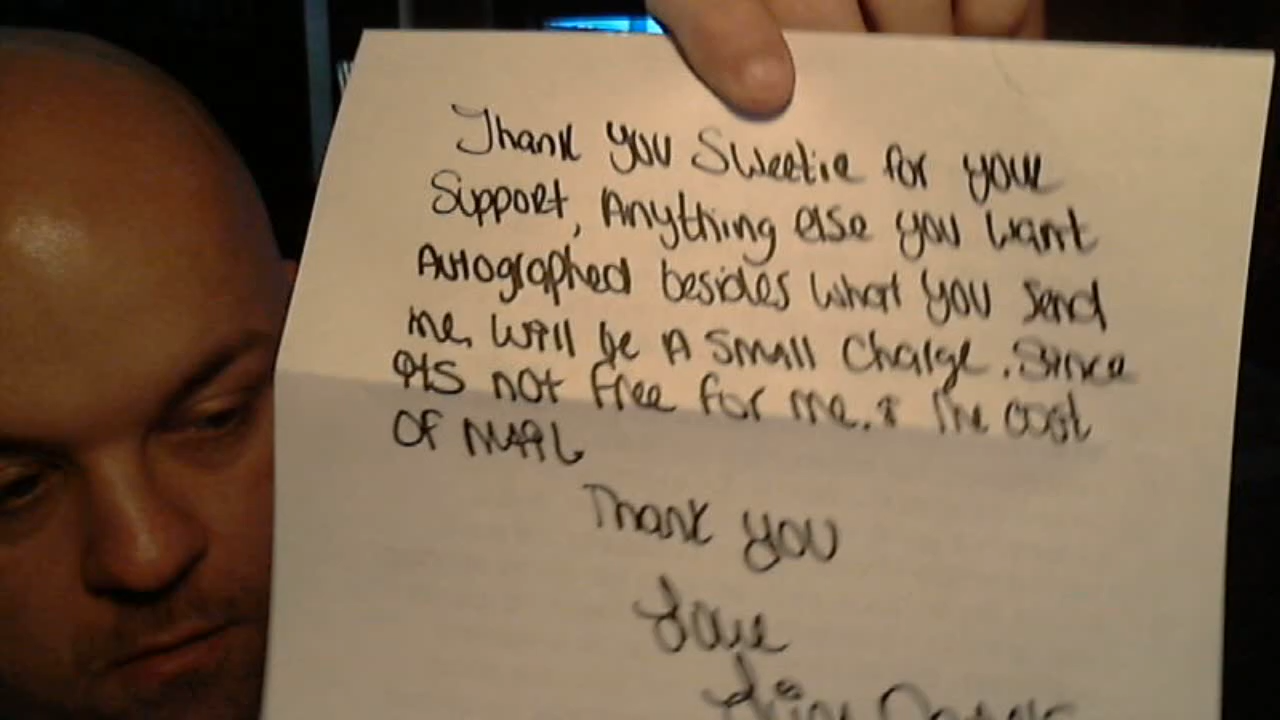 Thank you Sweetie for your
Support, Anything else you want
Autographed besides what you send
me, will be A small Charge. Since
its not free for me. & The cost
of MAIL
Thank you
Love